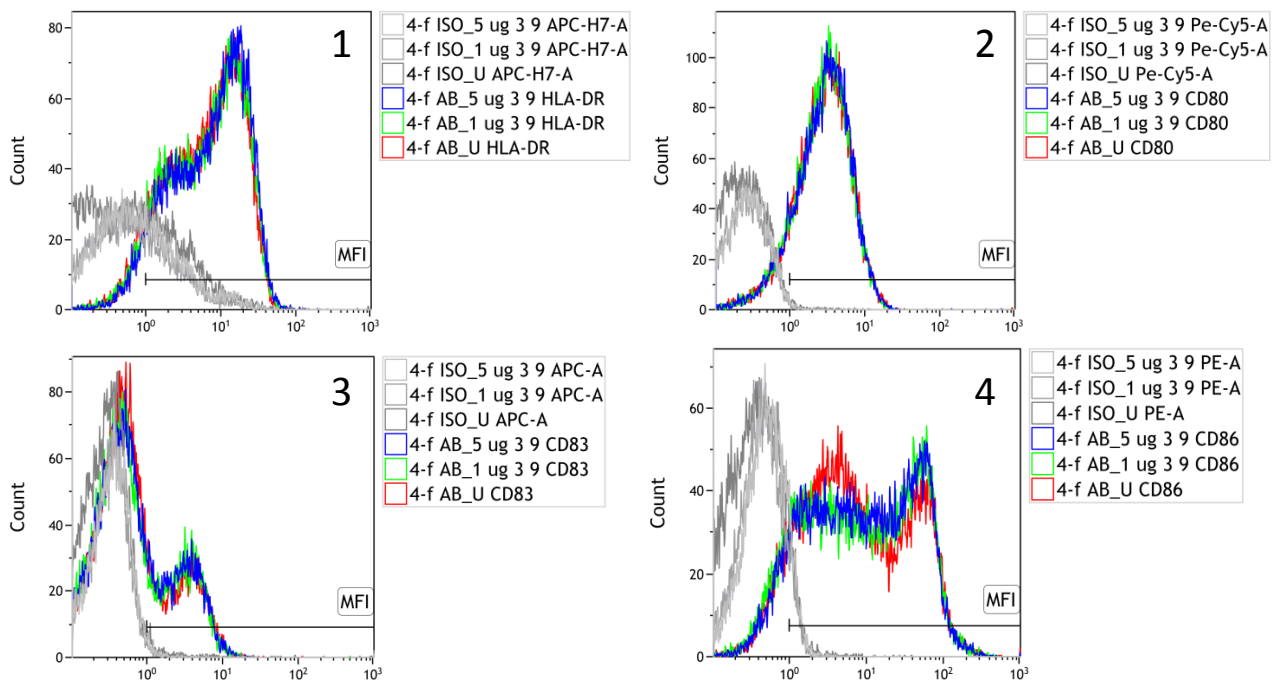 80
60
40
20
0
Count
10⁰
10¹
10²
10³
1
MFI
4-f ISO_5 ug 3 9 APC-H7-A
4-f ISO_1 ug 3 9 APC-H7-A
4-f ISO_U APC-H7-A
4-f AB_5 ug 3 9 HLA-DR
4-f AB_1 ug 3 9 HLA-DR
4-f AB_U HLA-DR
100
80
60
40
20
0
Count
10⁰
10¹
10²
10³
2
MFI
4-f ISO_5 ug 3 9 Pe-Cy5-A
4-f ISO_1 ug 3 9 Pe-Cy5-A
4-f ISO_U Pe-Cy5-A
4-f AB_5 ug 3 9 CD80
4-f AB_1 ug 3 9 CD80
4-f AB_U CD80
80
60
40
20
0
Count
10⁰
10¹
10²
10³
3
MFI
4-f ISO_5 ug 3 9 APC-A
4-f ISO_1 ug 3 9 APC-A
4-f ISO_U APC-A
4-f AB_5 ug 3 9 CD83
4-f AB_1 ug 3 9 CD83
4-f AB_U CD83
60
40
20
0
Count
10⁰
10¹
10²
10³
4
MFI
4-f ISO_5 ug 3 9 PE-A
4-f ISO_1 ug 3 9 PE-A
4-f ISO_U PE-A
4-f AB_5 ug 3 9 CD86
4-f AB_1 ug 3 9 CD86
4-f AB_U CD86